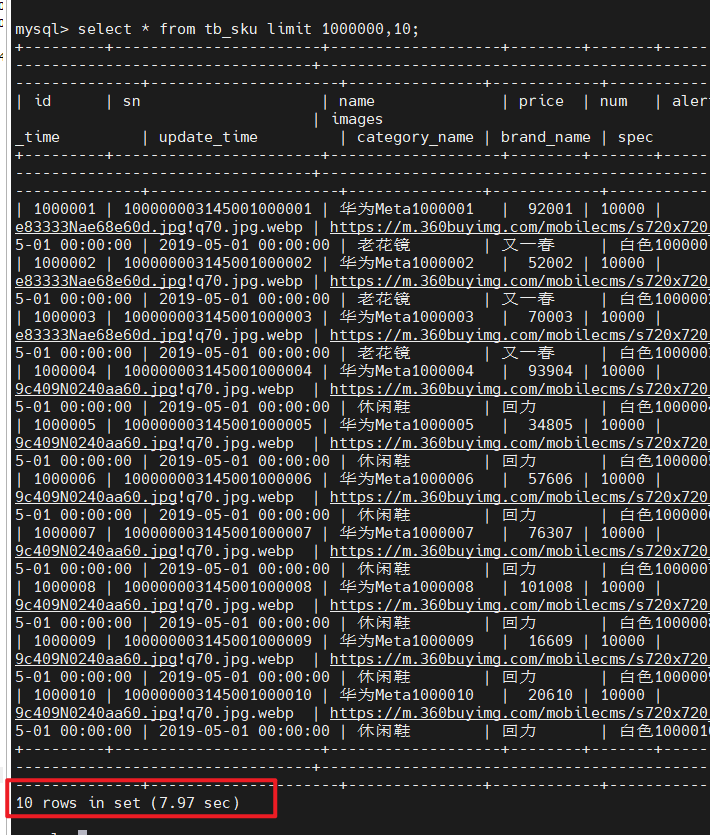 mysql> select * from tb_sku limit 1000000,10;
+---------+----------------------+--------------------+--------+-------+-----
---------------------------------+-------------------------------------------
--------------+---------------------+---------------+------------+-----------
| id      | sn                   | name               | price  | num   | aler
                                 | images
_time         | update_time         | category_name | brand_name | spec
+---------+----------------------+--------------------+--------+-------+-----
---------------------------------+-------------------------------------------
--------------+---------------------+---------------+------------+-----------
| 1000001 | 100000003145001000001 | 华为Meta1000001 | 92001 | 10000 |
e83333Nae68e60d.jpg!q70.jpg.webp | https://m.360buyimg.com/mobilecms/s720x720_
5-01 00:00:00 | 2019-05-01 00:00:00 | 老花镜 | 又一春 | 白色100000
| 1000002 | 100000003145001000002 | 华为Meta1000002 | 52002 | 10000 |
e83333Nae68e60d.jpg!q70.jpg.webp | https://m.360buyimg.com/mobilecms/s720x720_
5-01 00:00:00 | 2019-05-01 00:00:00 | 老花镜 | 又一春 | 白色100000
| 1000003 | 100000003145001000003 | 华为Meta1000003 | 70003 | 10000 |
e83333Nae68e60d.jpg!q70.jpg.webp | https://m.360buyimg.com/mobilecms/s720x720_
5-01 00:00:00 | 2019-05-01 00:00:00 | 老花镜 | 又一春 | 白色100000
| 1000004 | 100000003145001000004 | 华为Meta1000004 | 93904 | 10000 |
9c409N0240aa60.jpg!q70.jpg.webp | https://m.360buyimg.com/mobilecms/s720x720_
5-01 00:00:00 | 2019-05-01 00:00:00 | 休闲鞋 | 回力 | 白色100000
| 1000005 | 100000003145001000005 | 华为Meta1000005 | 34805 | 10000 |
9c409N0240aa60.jpg!q70.jpg.webp | https://m.360buyimg.com/mobilecms/s720x720_
5-01 00:00:00 | 2019-05-01 00:00:00 | 休闲鞋 | 回力 | 白色100000
| 1000006 | 100000003145001000006 | 华为Meta1000006 | 57606 | 10000 |
9c409N0240aa60.jpg!q70.jpg.webp | https://m.360buyimg.com/mobilecms/s720x720_
5-01 00:00:00 | 2019-05-01 00:00:00 | 休闲鞋 | 回力 | 白色100000
| 1000007 | 100000003145001000007 | 华为Meta1000007 | 76307 | 10000 |
9c409N0240aa60.jpg!q70.jpg.webp | https://m.360buyimg.com/mobilecms/s720x720_
5-01 00:00:00 | 2019-05-01 00:00:00 | 休闲鞋 | 回力 | 白色100000
| 1000008 | 100000003145001000008 | 华为Meta1000008 | 101008 | 10000 |
9c409N0240aa60.jpg!q70.jpg.webp | https://m.360buyimg.com/mobilecms/s720x720_
5-01 00:00:00 | 2019-05-01 00:00:00 | 休闲鞋 | 回力 | 白色100000
| 1000009 | 100000003145001000009 | 华为Meta1000009 | 16609 | 10000 |
9c409N0240aa60.jpg!q70.jpg.webp | https://m.360buyimg.com/mobilecms/s720x720_
5-01 00:00:00 | 2019-05-01 00:00:00 | 休闲鞋 | 回力 | 白色100000
| 1000010 | 100000003145001000010 | 华为Meta1000010 | 20610 | 10000 |
9c409N0240aa60.jpg!q70.jpg.webp | https://m.360buyimg.com/mobilecms/s720x720_
5-01 00:00:00 | 2019-05-01 00:00:00 | 休闲鞋 | 回力 | 白色100001
+---------+----------------------+--------------------+--------+-------+-----
---------------------------------+-------------------------------------------
--------------+---------------------+---------------+------------+-----------
10 rows in set (7.97 sec)